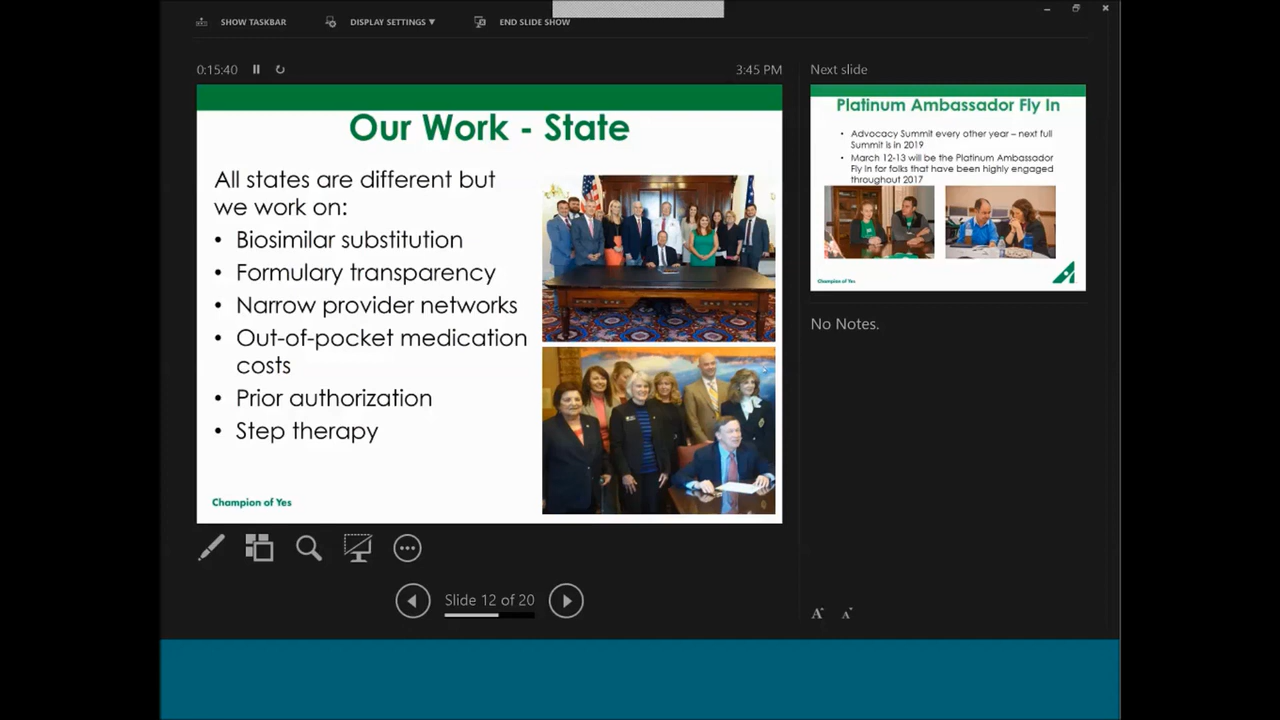 SHOW TASKBAR
DISPLAY SETTINGS ▼
END SLIDE SHOW
0:15:40
3:45 PM
Our Work - State
All states are different but
we work on:
• Biosimilar substitution
• Formulary transparency
• Narrow provider networks
• Out-of-pocket medication
costs
• Prior authorization
• Step therapy
Champion of Yes
Slide 12 of 20
Next slide
Platinum Ambassador Fly In
• Advocacy Summit every other year – next full
Summit is in 2019
• March 12-13 will be the Platinum Ambassador
Fly In for folks that have been highly engaged
throughout 2017
Champion of Yes
No Notes.
A
A